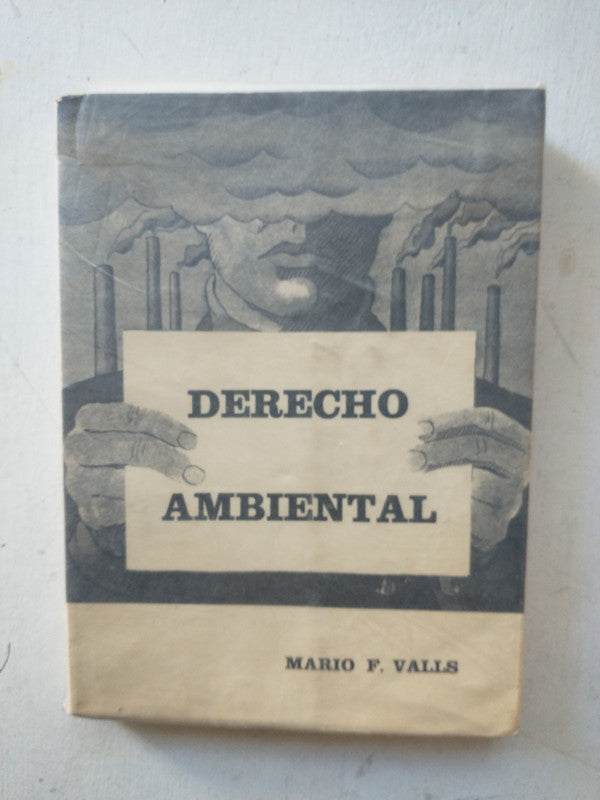 DERECHO
AMBIENTAL
MARIO F. VALLS